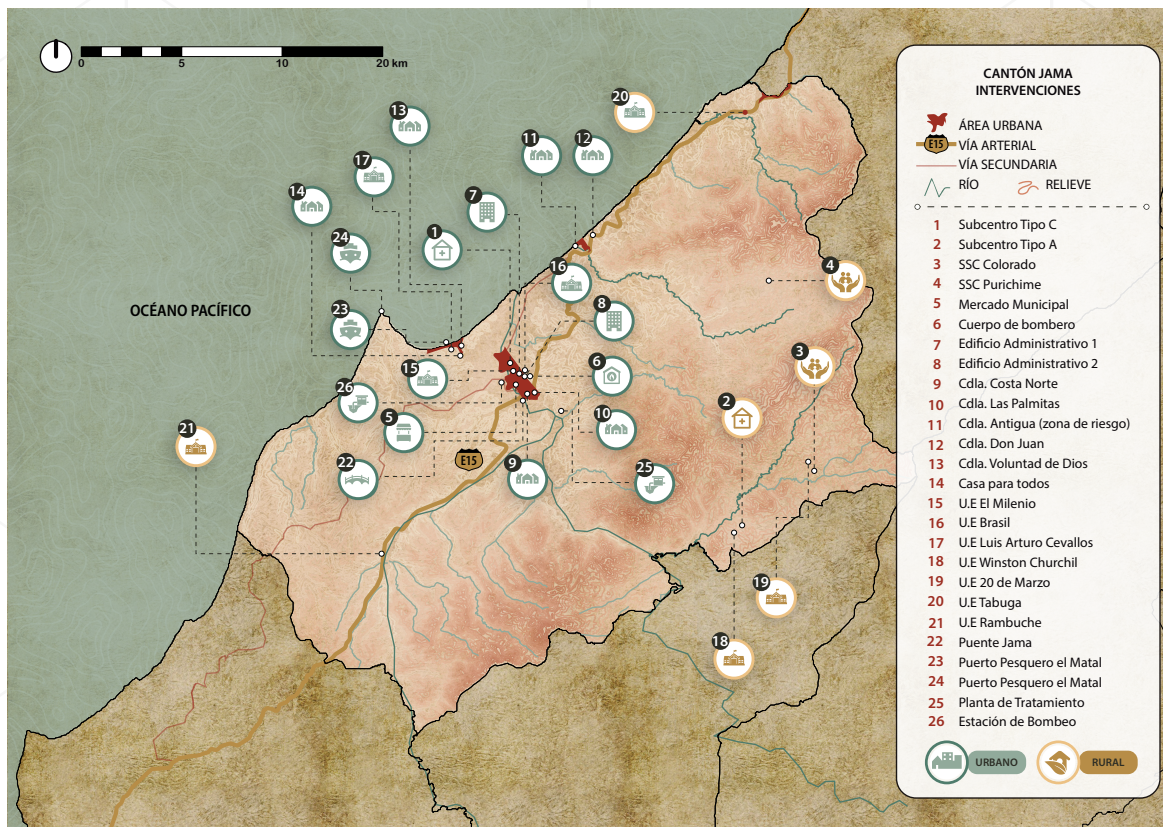 0 5 10 20 km
OCÉANO PACÍFICO
20
13
11
12
17
14
7
1
24
16
4
23
8
3
15
6
26
2
5
10
21
22
E15
9
25
19
18
CANTÓN JAMA
INTERVENCIONES
ÁREA URBANA
E15 VÍA ARTERIAL
VÍA SECUNDARIA
RÍO RELIEVE
1 Subcentro Tipo C
2 Subcentro Tipo A
3 SSC Colorado
4 SSC Purichime
5 Mercado Municipal
6 Cuerpo de bombero
7 Edificio Administrativo 1
8 Edificio Administrativo 2
9 Cdla. Costa Norte
10 Cdla. Las Palmitas
11 Cdla. Antigua (zona de riesgo)
12 Cdla. Don Juan
13 Cdla. Voluntad de Dios
14 Casa para todos
15 U.E El Milenio
16 U.E Brasil
17 U.E Luis Arturo Cevallos
18 U.E Winston Churchil
19 U.E 20 de Marzo
20 U.E Tabuga
21 U.E Rambuche
22 Puente Jama
23 Puerto Pesquero el Matal
24 Puerto Pesquero el Matal
25 Planta de Tratamiento
26 Estación de Bombeo
URBANO RURAL